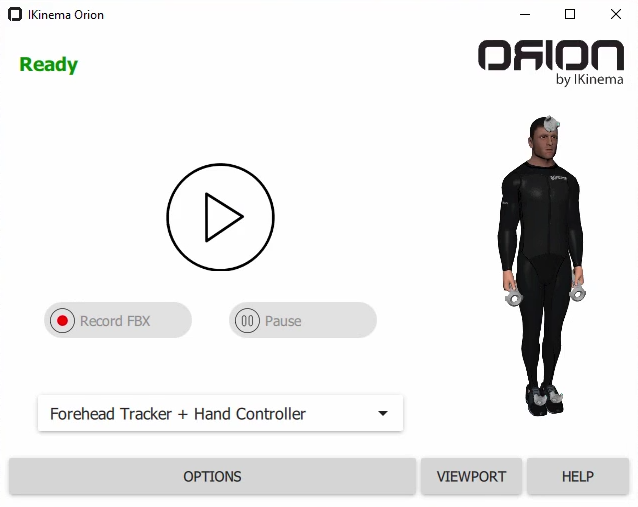 IKinema Orion
Ready
ORION
by IKinema
Record FBX
Pause
Forehead Tracker + Hand Controller
OPTIONS
VIEWPORT
HELP